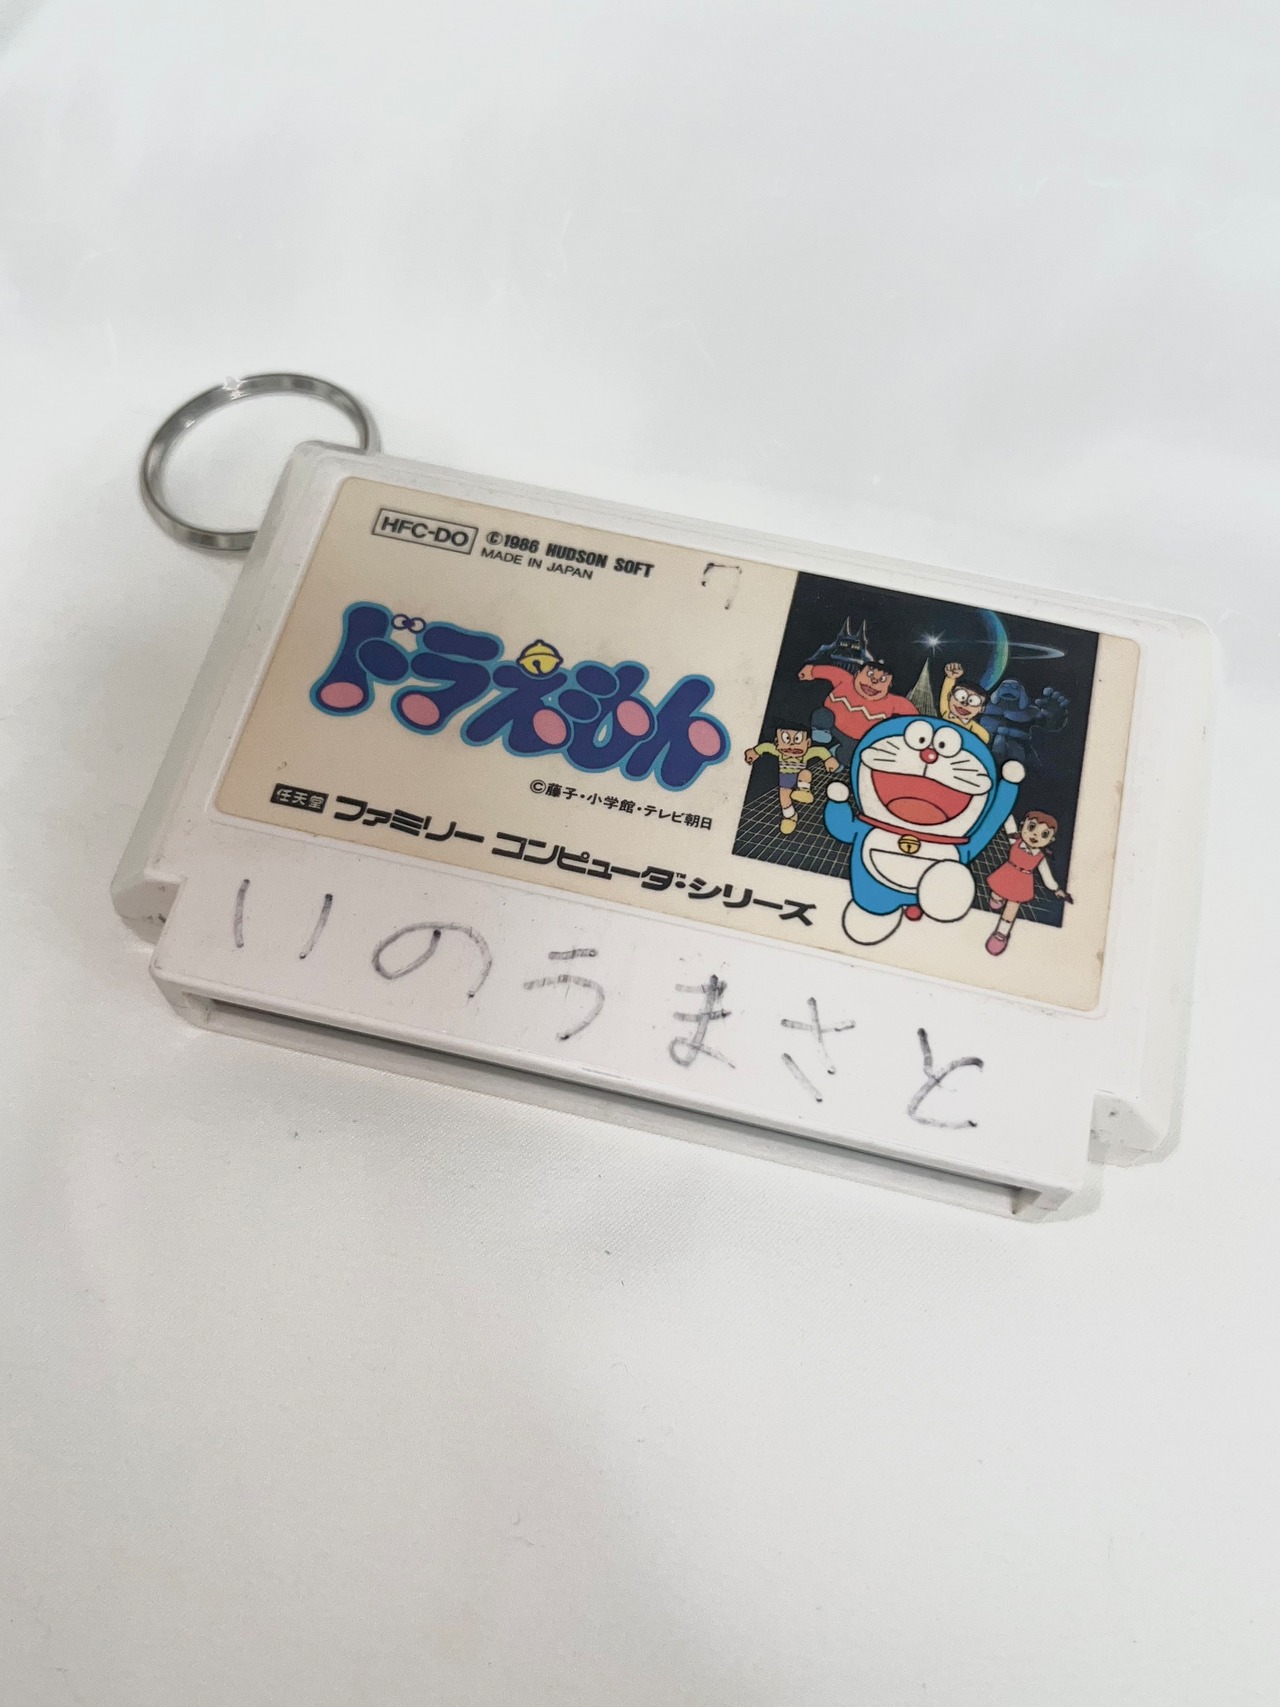 HFC-DO
©1986 HUDSON SOFT
MADE IN JAPAN
ドラえもん
©藤子・小学館・テレビ朝日
任天堂 ファミリー コンピュータ™・シリーズ
いのうまさと